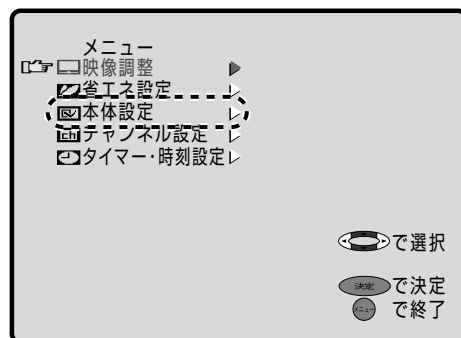 メニュー
映像調整
省エネ設定
本体設定
ch チャンネル設定
タイマー・時刻設定
で選択
決定 で決定
メニュー で終了